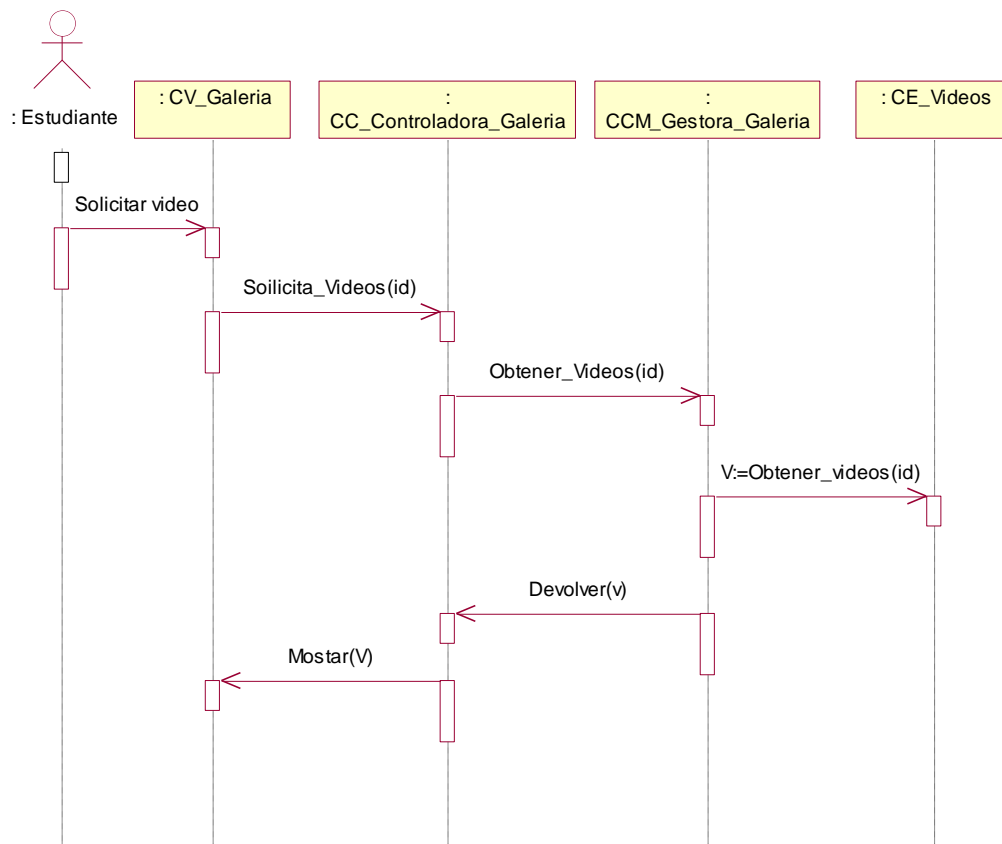 : Estudiante
: CV_Galeria
:
CC_Controladora_Galeria
:
CCM_Gestora_Galeria
: CE_Videos
Solicitar video
Soilicita_Videos(id)
Obtener_Videos(id)
V:=Obtener_videos(id)
Devolver(v)
Mostar(V)